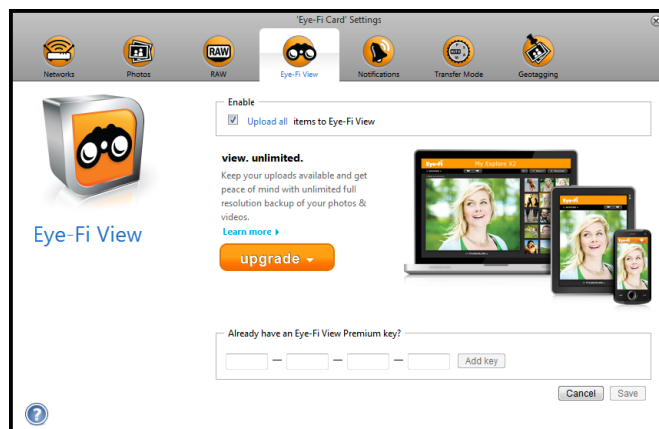 'Eye-Fi Card' Settings
Networks
Photos
RAW
RAW
Eye-Fi View
Notifications
Transfer Mode
Geotagging
Enable
Upload all items to Eye-Fi View
Eye-Fi View
view. unlimited.
Keep your uploads available and get
peace of mind with unlimited full
resolution backup of your photos &
videos.
Learn more
upgrade
Eye-Fi
My Explore X2
Already have an Eye-Fi View Premium key?
Add key
Cancel
Save
?